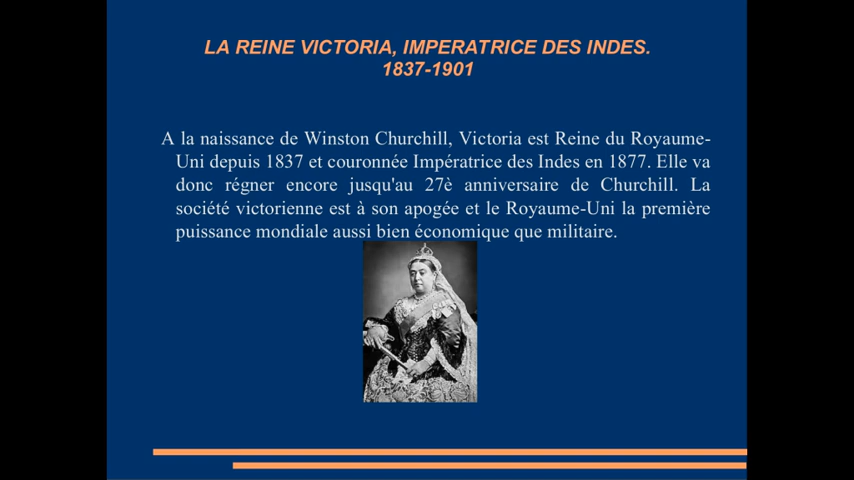 LA REINE VICTORIA, IMPERATRICE DES INDES.
1837-1901
A la naissance de Winston Churchill, Victoria est Reine du Royaume-
Uni depuis 1837 et couronnée Impératrice des Indes en 1877. Elle va
donc régner encore jusqu'au 27è anniversaire de Churchill. La
société victorienne est à son apogée et le Royaume-Uni la première
puissance mondiale aussi bien économique que militaire.